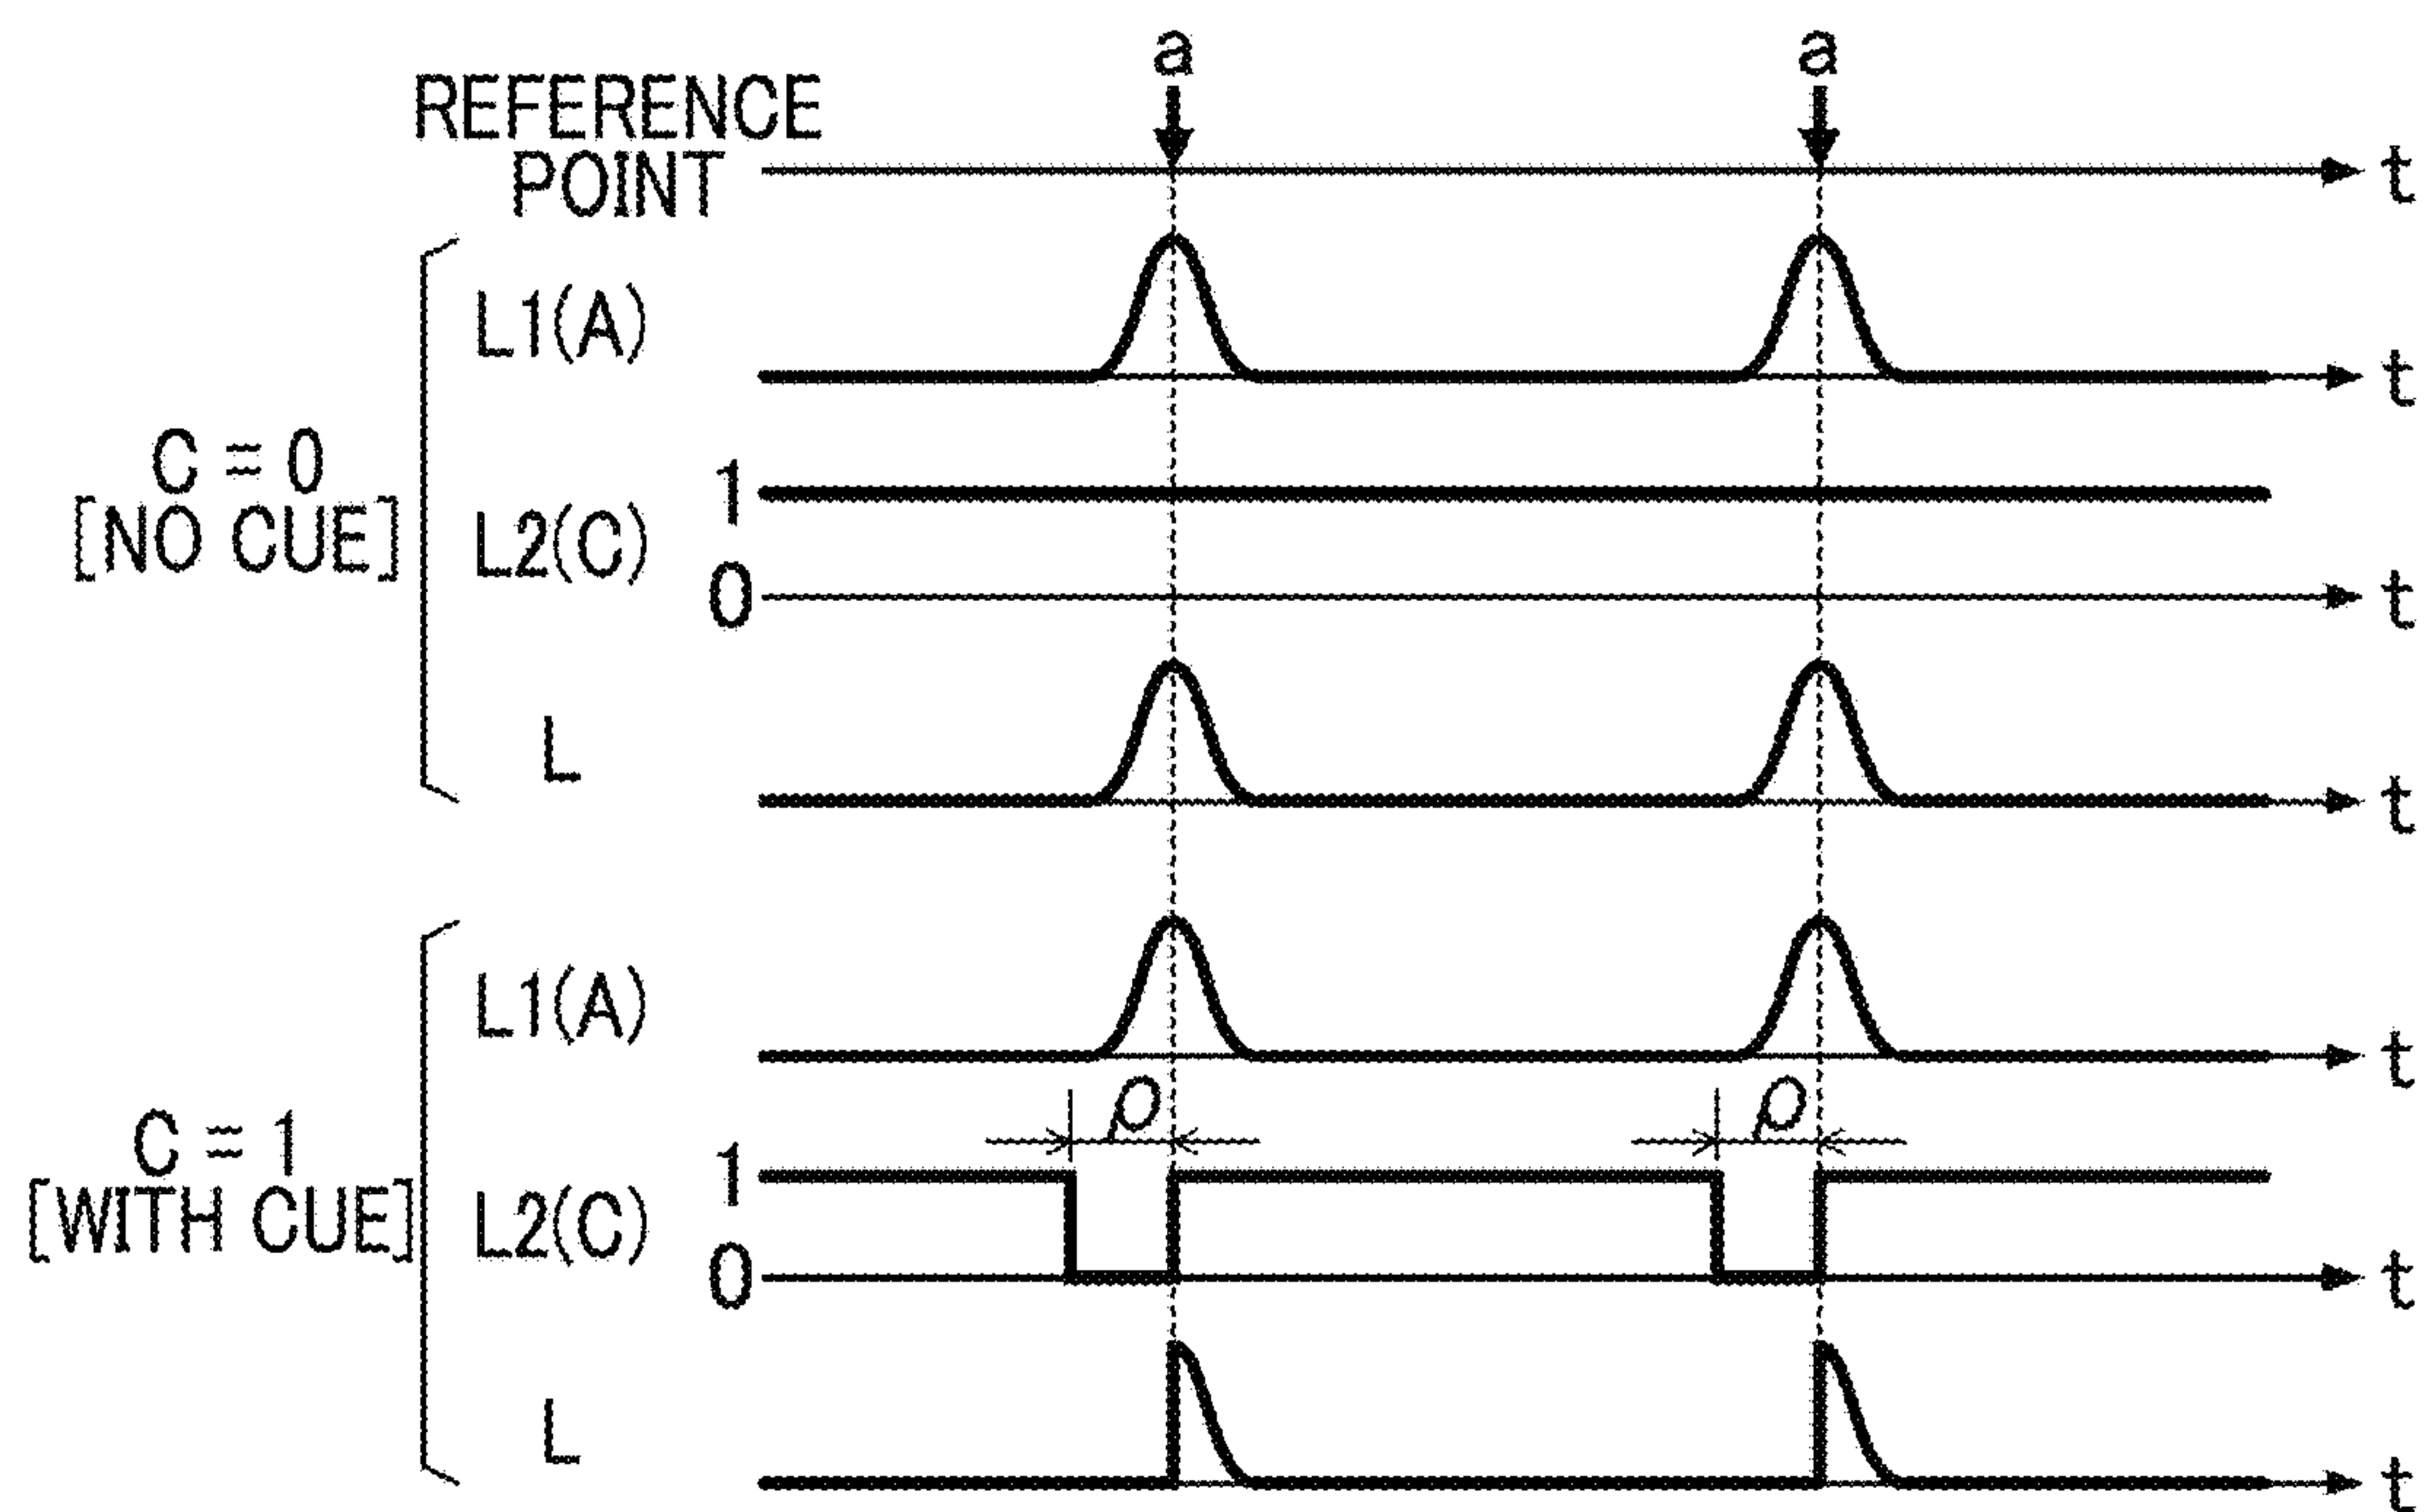 a a
REFERENCE
POINT
t
L1(A)
t
C = 0
[NO CUE]
1
L2(C)
0
t
L
t
L1(A)
t
ρ ρ
C = 1
[WITH CUE]
1
L2(C)
0
t
L
t